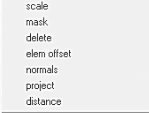 scale
mask
delete
elem offset
normals
project
distance